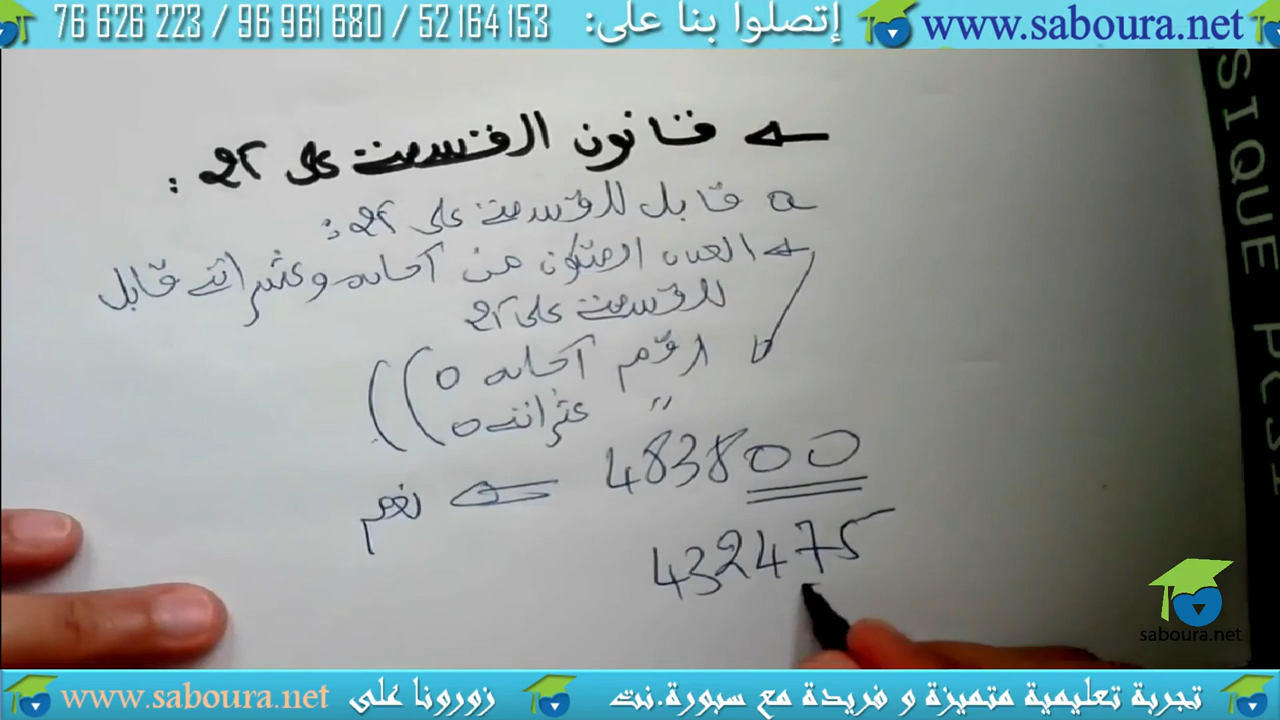 إتصلوا بنا على: 52 164 153 / 96 961 680 / 76 626 223
www.saboura.net
قانون القسمة على 25 :
قابل للقسمة على 25 :
العدد المتكون من آحاده وعشراته قابل
للقسمة على 25
رقم آحاده 0
" عشراته 0
483800
نعم
432475
SIQUE
saboura.net
تجربة تعليمية متميزة و فريدة مع سبورة.نت
زورونا على www.saboura.net